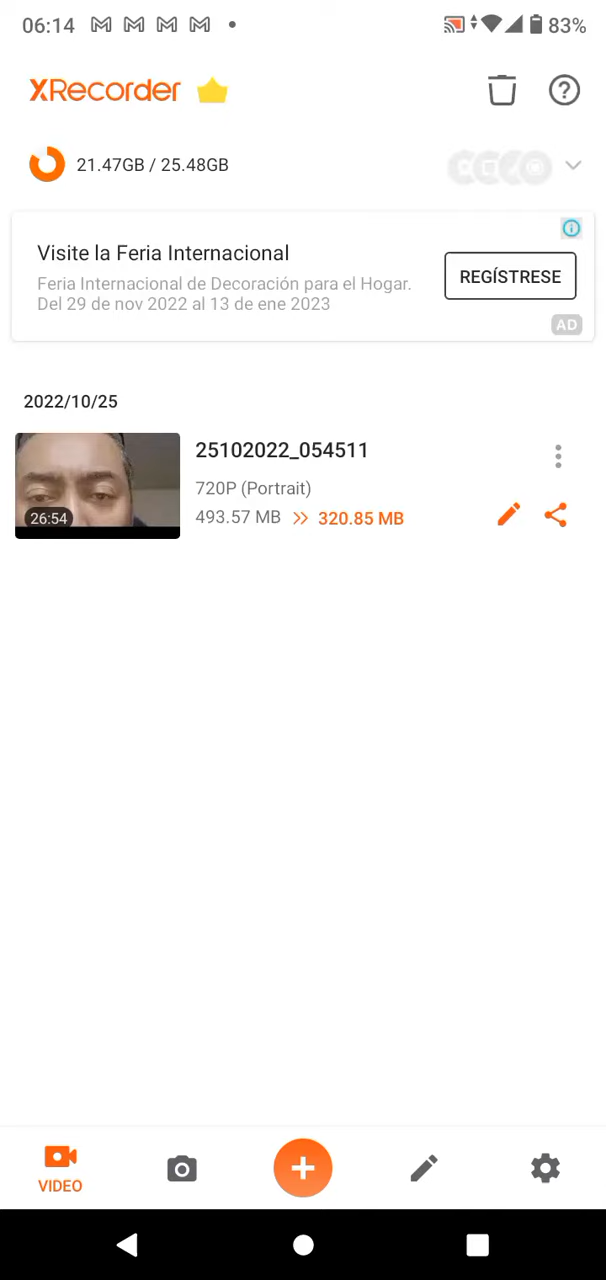 06:14
83%
XRecorder
21.47GB / 25.48GB
Visite la Feria Internacional
Feria Internacional de Decoración para el Hogar.
Del 29 de nov 2022 al 13 de ene 2023
REGÍSTRESE
AD
2022/10/25
25102022_054511
720P (Portrait)
26:54
493.57 MB >> 320.85 MB
VIDEO